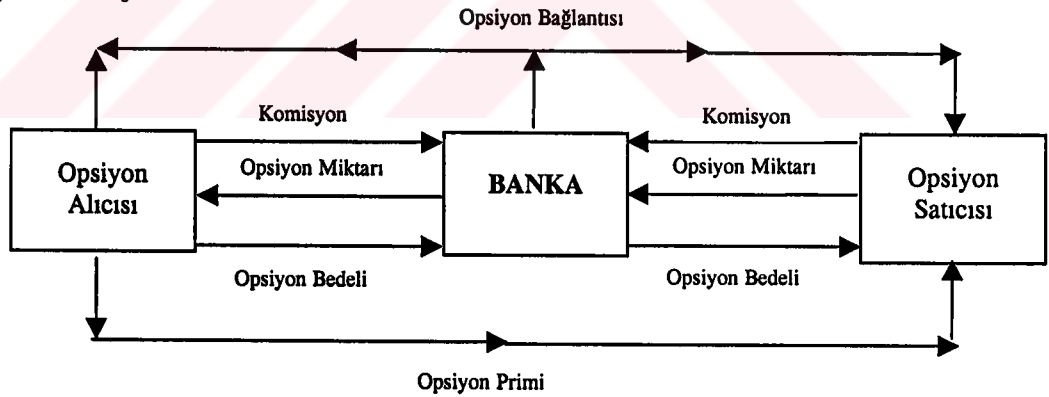 Opsiyon Bağlantısı
Komisyon
Komisyon
Opsiyon
Alıcısı
Opsiyon Miktarı
BANKA
Opsiyon Miktarı
Opsiyon
Satıcısı
Opsiyon Bedeli
Opsiyon Bedeli
Opsiyon Primi